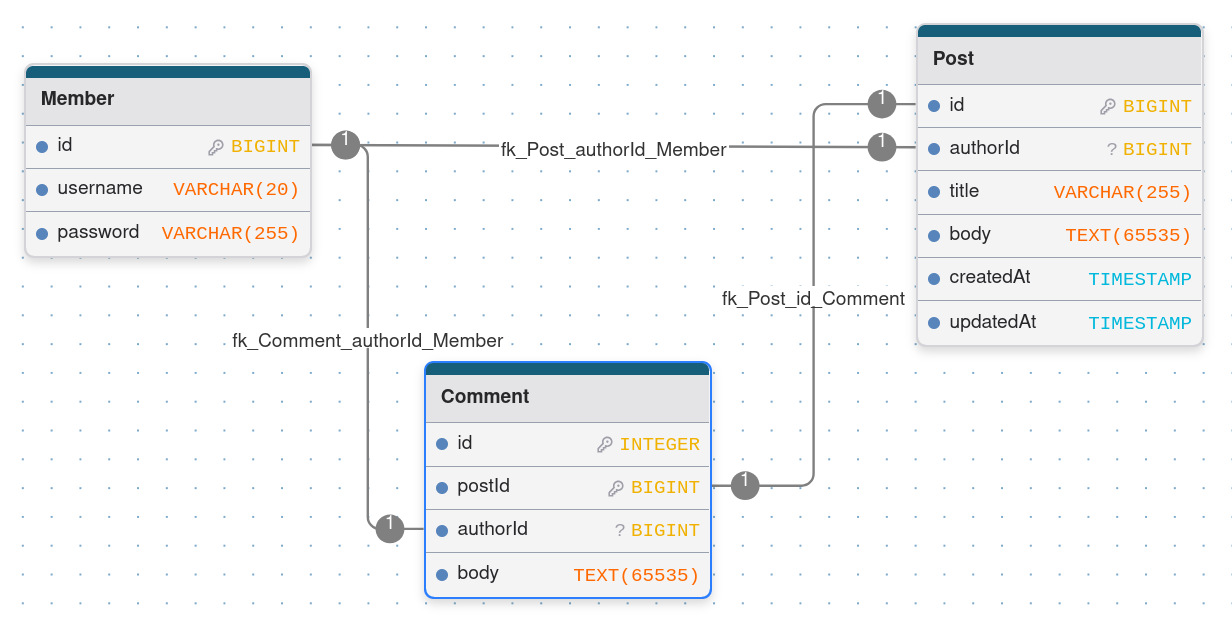 Member
id BIGINT
username VARCHAR(20)
password VARCHAR(255)
1
fk_Post_authorId_Member
1
1
Post
id BIGINT
authorId ? BIGINT
title VARCHAR(255)
body TEXT(65535)
createdAt TIMESTAMP
updatedAt TIMESTAMP
fk_Post_id_Comment
fk_Comment_authorId_Member
Comment
id INTEGER
postId BIGINT
authorId ? BIGINT
body TEXT(65535)
1
1